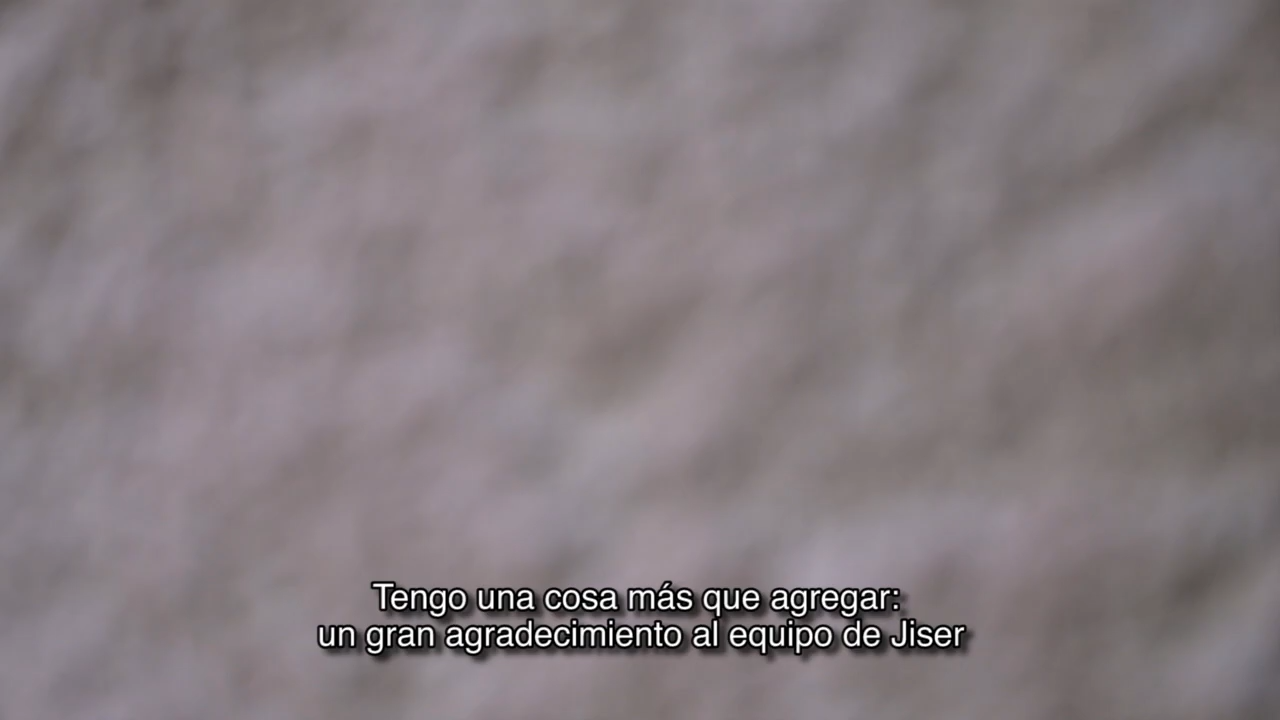 Tengo una cosa más que agregar:
un gran agradecimiento al equipo de Jiser